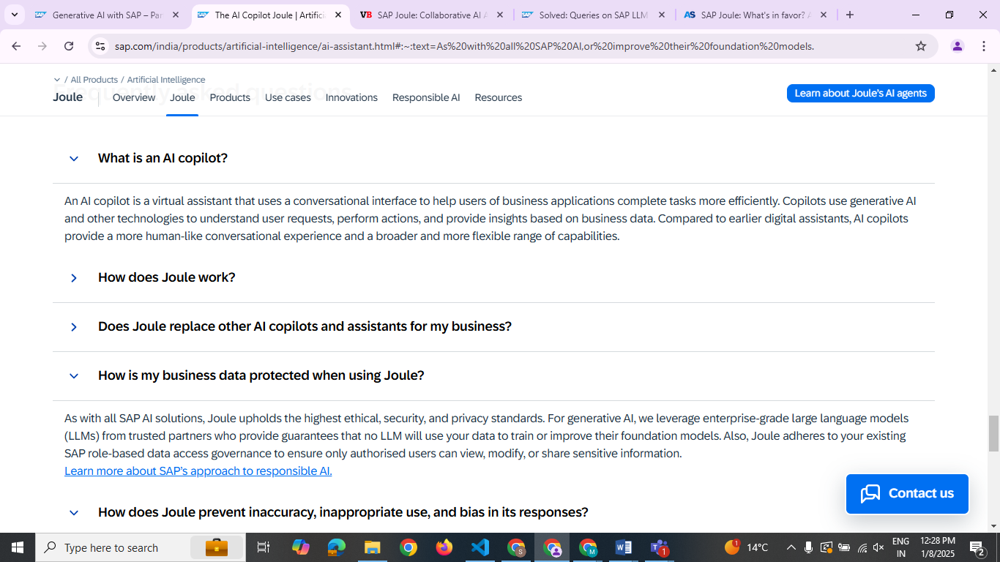 Generative AI with SAP – Par
The AI Copilot Joule | Artificia
VB SAP Joule: Collaborative AI A
Solved: Queries on SAP LLM
AS SAP Joule: What's in favor? A
sap.com/india/products/artificial-intelligence/ai-assistant.html#:~:text=As%20with%20all%20SAP%20AI,or%20improve%20their%20foundation%20models.
/ All Products / Artificial Intelligence
Frequently asked questions
Joule Overview Joule Products Use cases Innovations Responsible AI Resources
Learn about Joule's AI agents
What is an AI copilot?
An AI copilot is a virtual assistant that uses a conversational interface to help users of business applications complete tasks more efficiently. Copilots use generative AI
and other technologies to understand user requests, perform actions, and provide insights based on business data. Compared to earlier digital assistants, AI copilots
provide a more human-like conversational experience and a broader and more flexible range of capabilities.
How does Joule work?
Does Joule replace other AI copilots and assistants for my business?
How is my business data protected when using Joule?
As with all SAP AI solutions, Joule upholds the highest ethical, security, and privacy standards. For generative AI, we leverage enterprise-grade large language models
(LLMs) from trusted partners who provide guarantees that no LLM will use your data to train or improve their foundation models. Also, Joule adheres to your existing
SAP role-based data access governance to ensure only authorised users can view, modify, or share sensitive information.
Learn more about SAP's approach to responsible AI.
Contact us
How does Joule prevent inaccuracy, inappropriate use, and bias in its responses?
Type here to search
14°C
ENG
IN
12:28 PM
1/8/2025
2